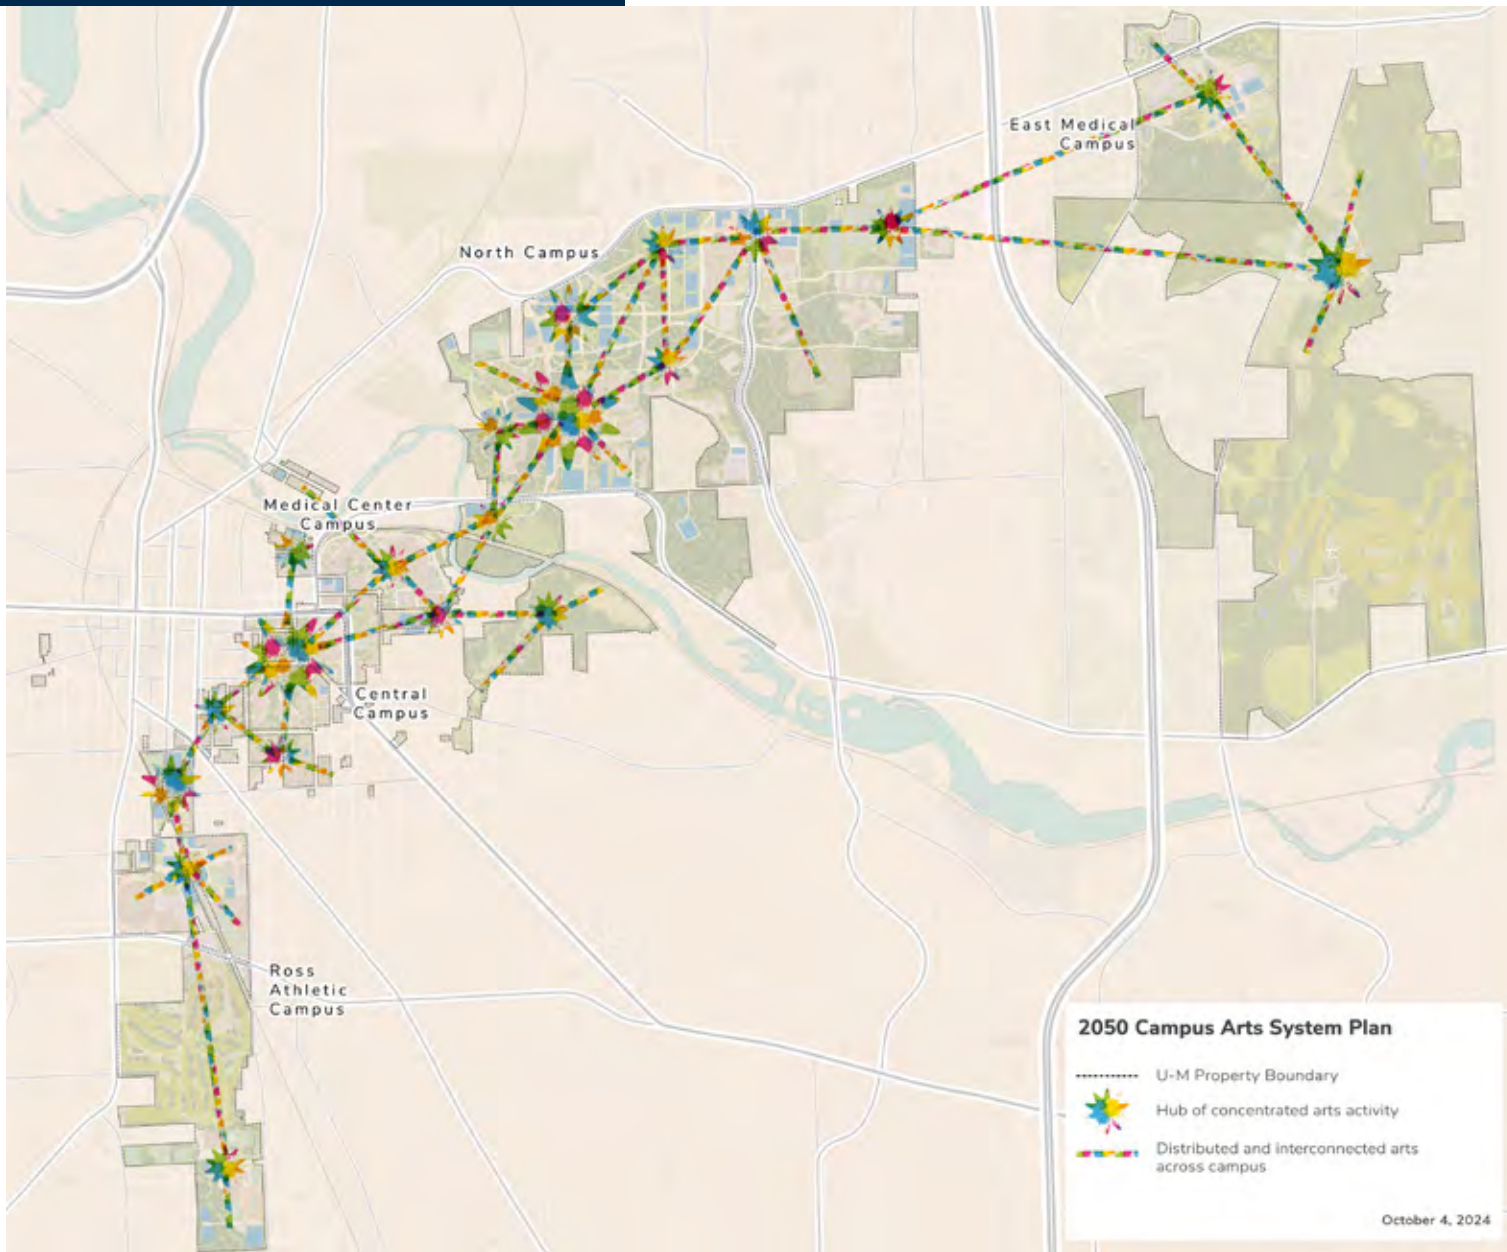 East Medical
Campus
North Campus
Medical Center
Campus
Central
Campus
Ross
Athletic
Campus
2050 Campus Arts System Plan
U-M Property Boundary
Hub of concentrated arts activity
Distributed and interconnected arts
across campus
October 4, 2024